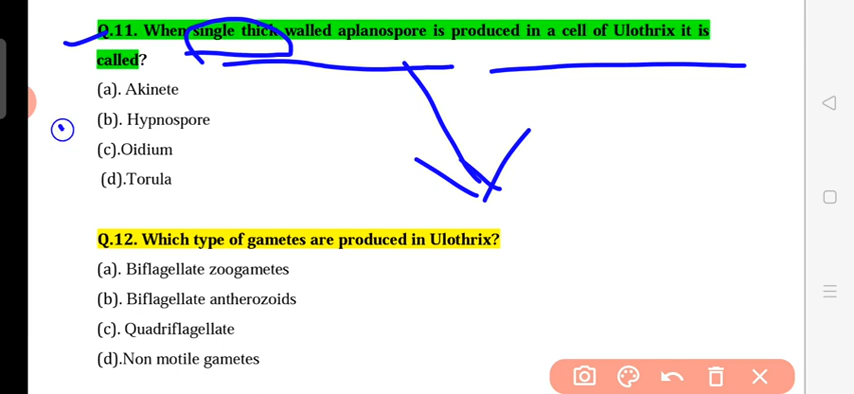 Q.11. When single thick walled aplanospore is produced in a cell of Ulothrix it is
called?
(a). Akinete
(b). Hypnospore
(c).Oidium
(d).Torula
Q.12. Which type of gametes are produced in Ulothrix?
(a). Biflagellate zoogametes
(b). Biflagellate antherozoids
(c). Quadriflagellate
(d).Non motile gametes